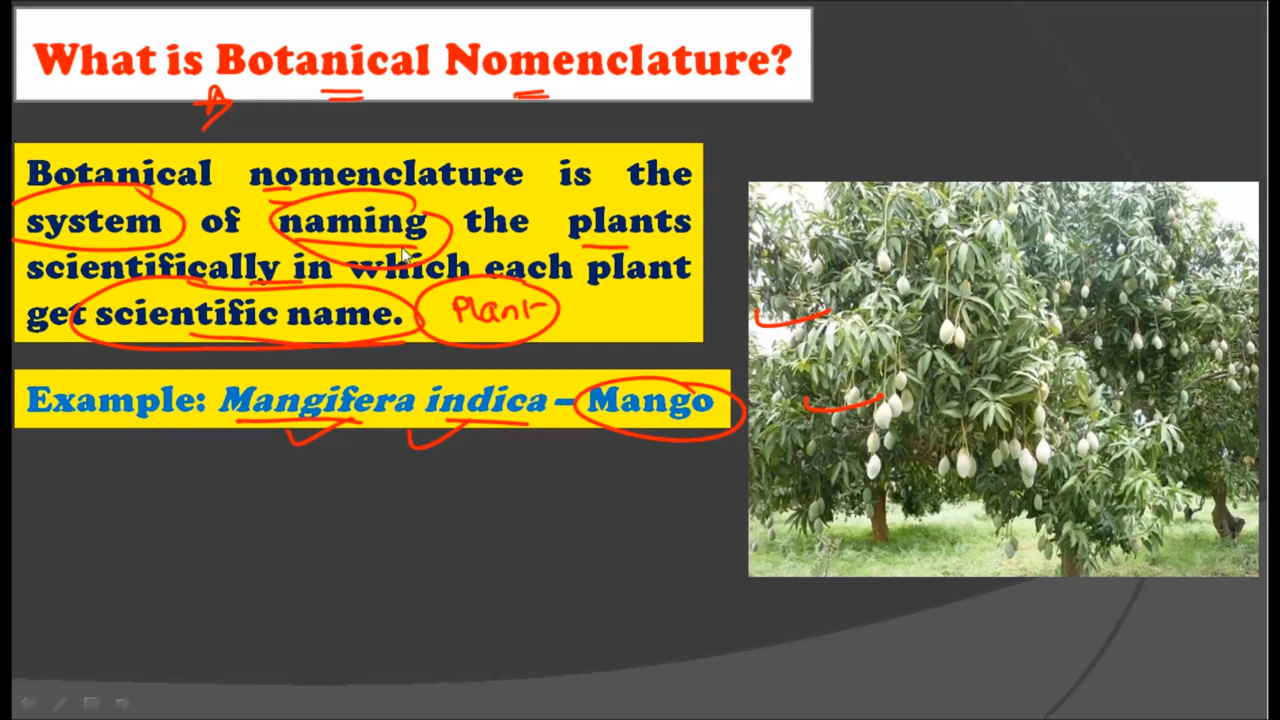 What is Botanical Nomenclature?
Botanical nomenclature is the
system of naming the plants
scientifically in which each plant
get scientific name. Plant
Example: Mangifera indica – Mango